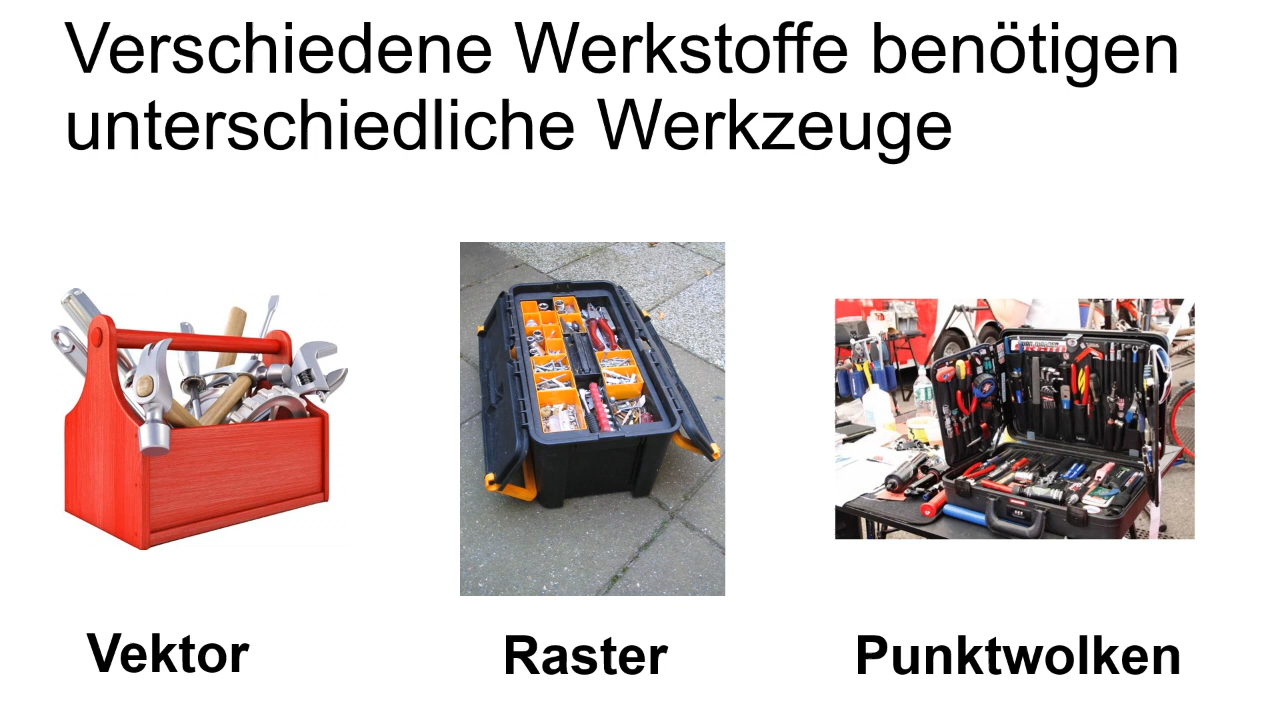 Verschiedene Werkstoffe benötigen
unterschiedliche Werkzeuge
Vektor
Raster
Punktwolken